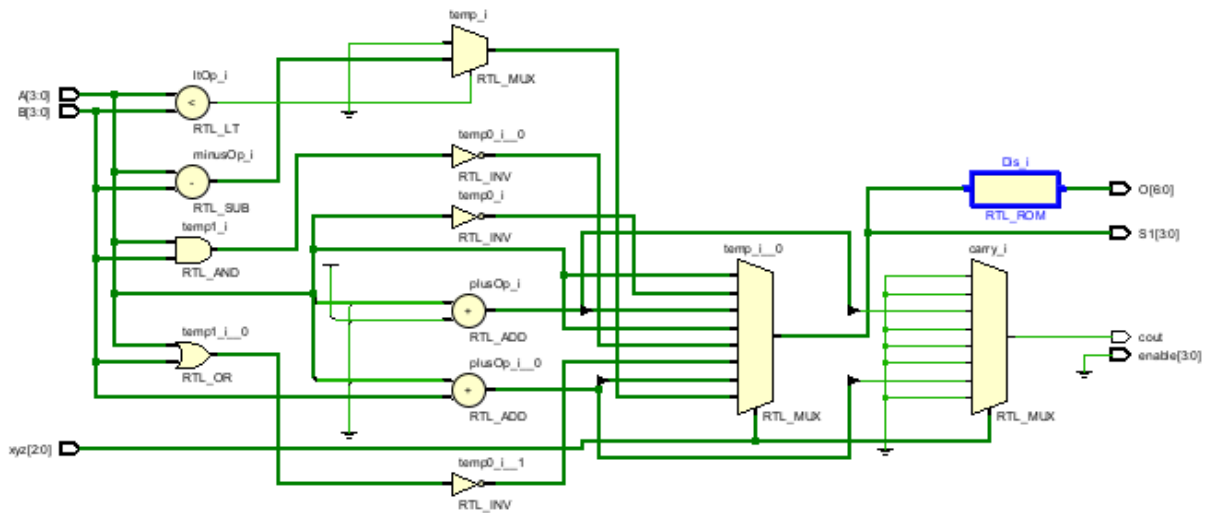 temp_i
RTL_MUX
ltOp_i
A[3:0]
B[3:0]
<
RTL_LT
minusOp_i
-
RTL_SUB
temp0_i__0
RTL_INV
temp0_i
RTL_INV
temp1_i
RTL_AND
Dis_i
RTL_ROM
O[6:0]
S1[3:0]
temp_i__0
RTL_MUX
carry_i
RTL_MUX
plusOp_i
+
RTL_ADD
temp1_i__0
RTL_OR
plusOp_i__0
+
RTL_ADD
cout
enable[3:0]
xyz[2:0]
temp0_i__1
RTL_INV